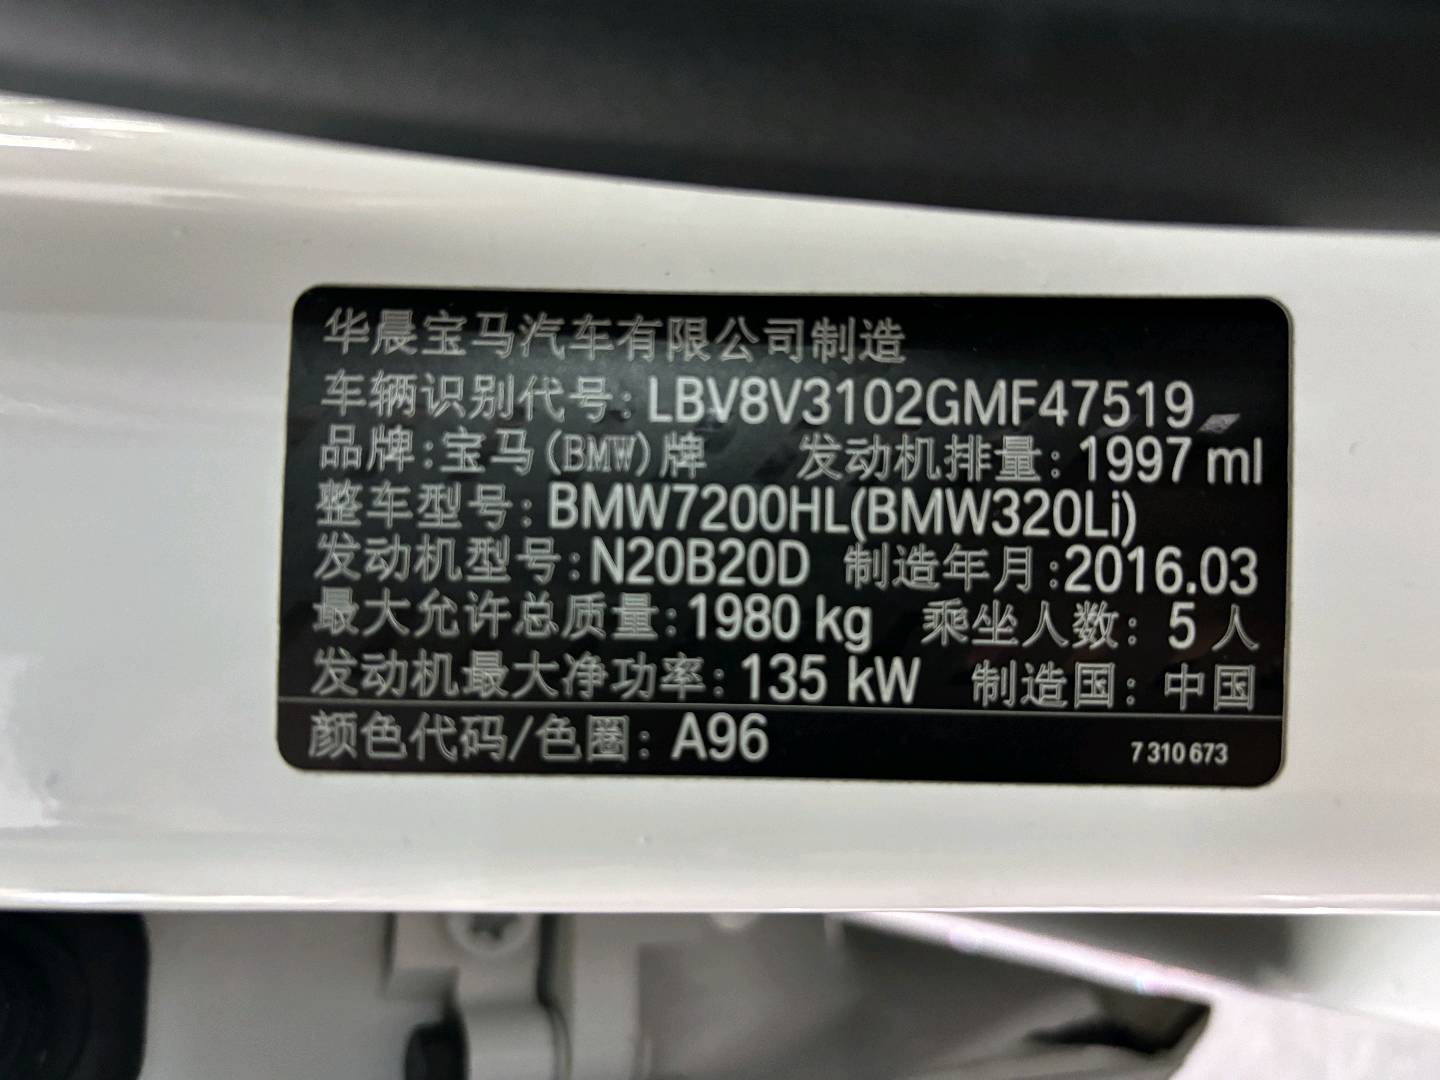 华晨宝马汽车有限公司制造
车辆识别代号: LBV8V3102GMF47519
品牌:宝马(BMW)牌 发动机排量: 1997 ml
整车型号: BMW7200HL(BMW320Li)
发动机型号: N20B20D 制造年月:2016.03
最大允许总质量: 1980 kg 乘坐人数: 5 人
发动机最大净功率: 135 kW 制造国: 中国
颜色代码/色圈: A96 7 310 673